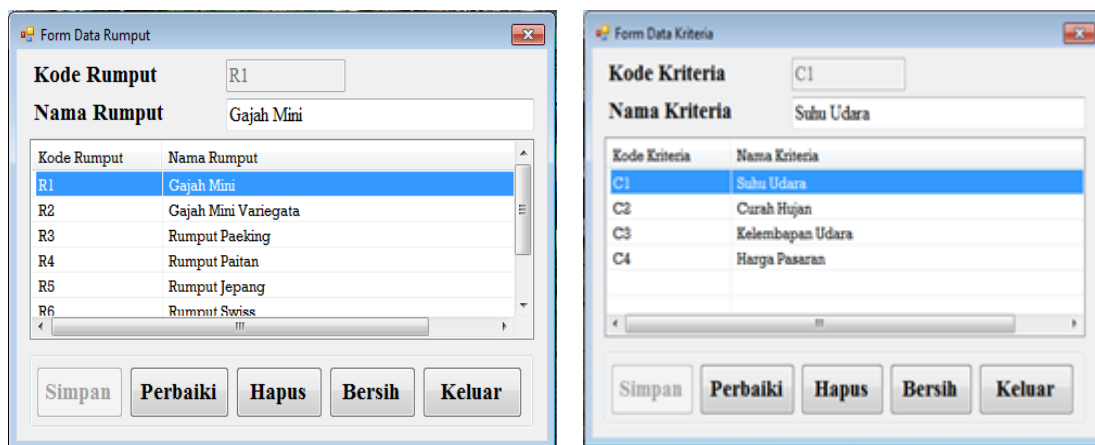 Form Data Rumput
Kode Rumput R1
Nama Rumput Gajah Mini
Kode Rumput Nama Rumput
R1 Gajah Mini
R2 Gajah Mini Variegata
R3 Rumput Paeking
R4 Rumput Paitan
R5 Rumput Jepang
R6 Rumput Swiss
Simpan Perbaiki Hapus Bersih Keluar
Form Data Kriteria
Kode Kriteria C1
Nama Kriteria Suhu Udara
Kode Kriteria Nama Kriteria
C1 Suhu Udara
C2 Curah Hujan
C3 Kelembapan Udara
C4 Harga Pasaran
Simpan Perbaiki Hapus Bersih Keluar